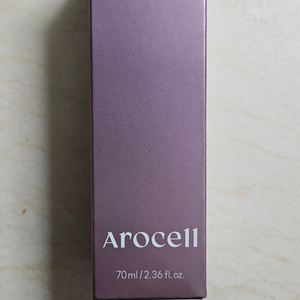 Arocell
70ml / 2.36 fl. oz.